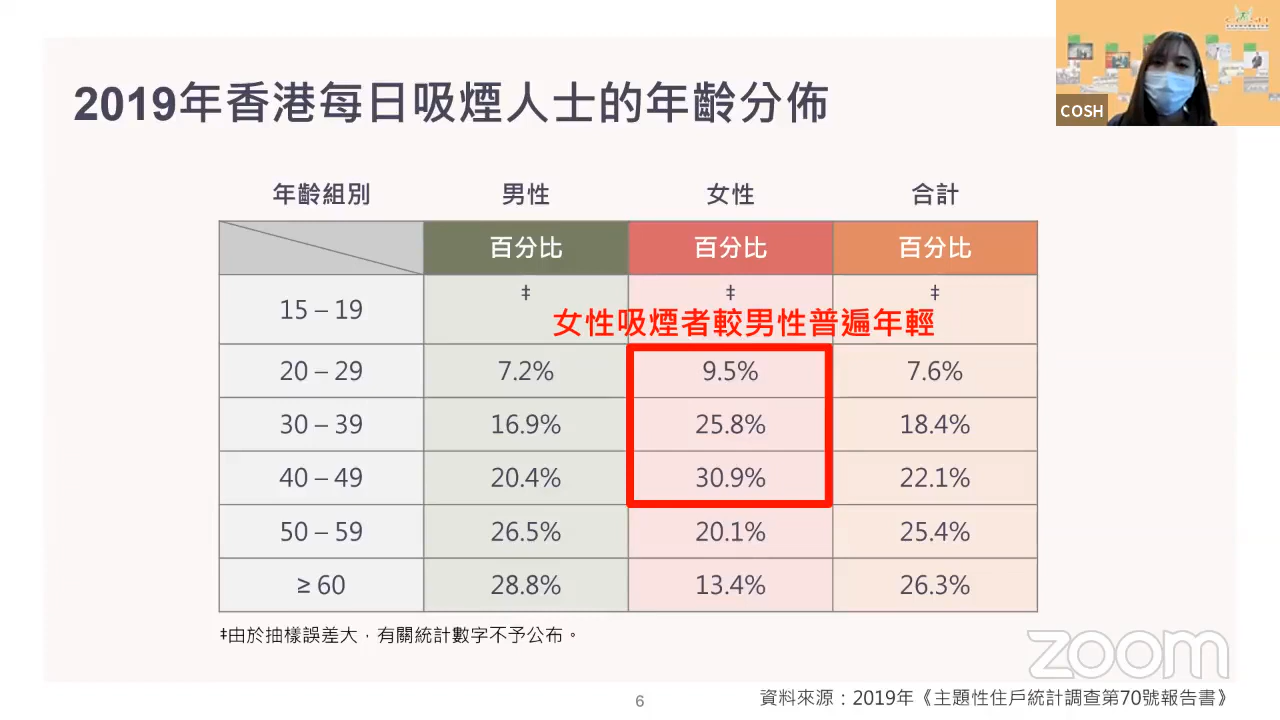 2019年香港每日吸煙人士的年齡分佈
COSH
年齡組別 男性 女性 合計
百分比 百分比 百分比
15 – 19 ‡ ‡ ‡
女性吸煙者較男性普遍年輕
20 – 29 7.2% 9.5% 7.6%
30 – 39 16.9% 25.8% 18.4%
40 – 49 20.4% 30.9% 22.1%
50 – 59 26.5% 20.1% 25.4%
≥ 60 28.8% 13.4% 26.3%
‡由於抽樣誤差大，有關統計數字不予公布。
zoom
6
資料來源：2019年《主題性住戶統計調查第70號報告書》